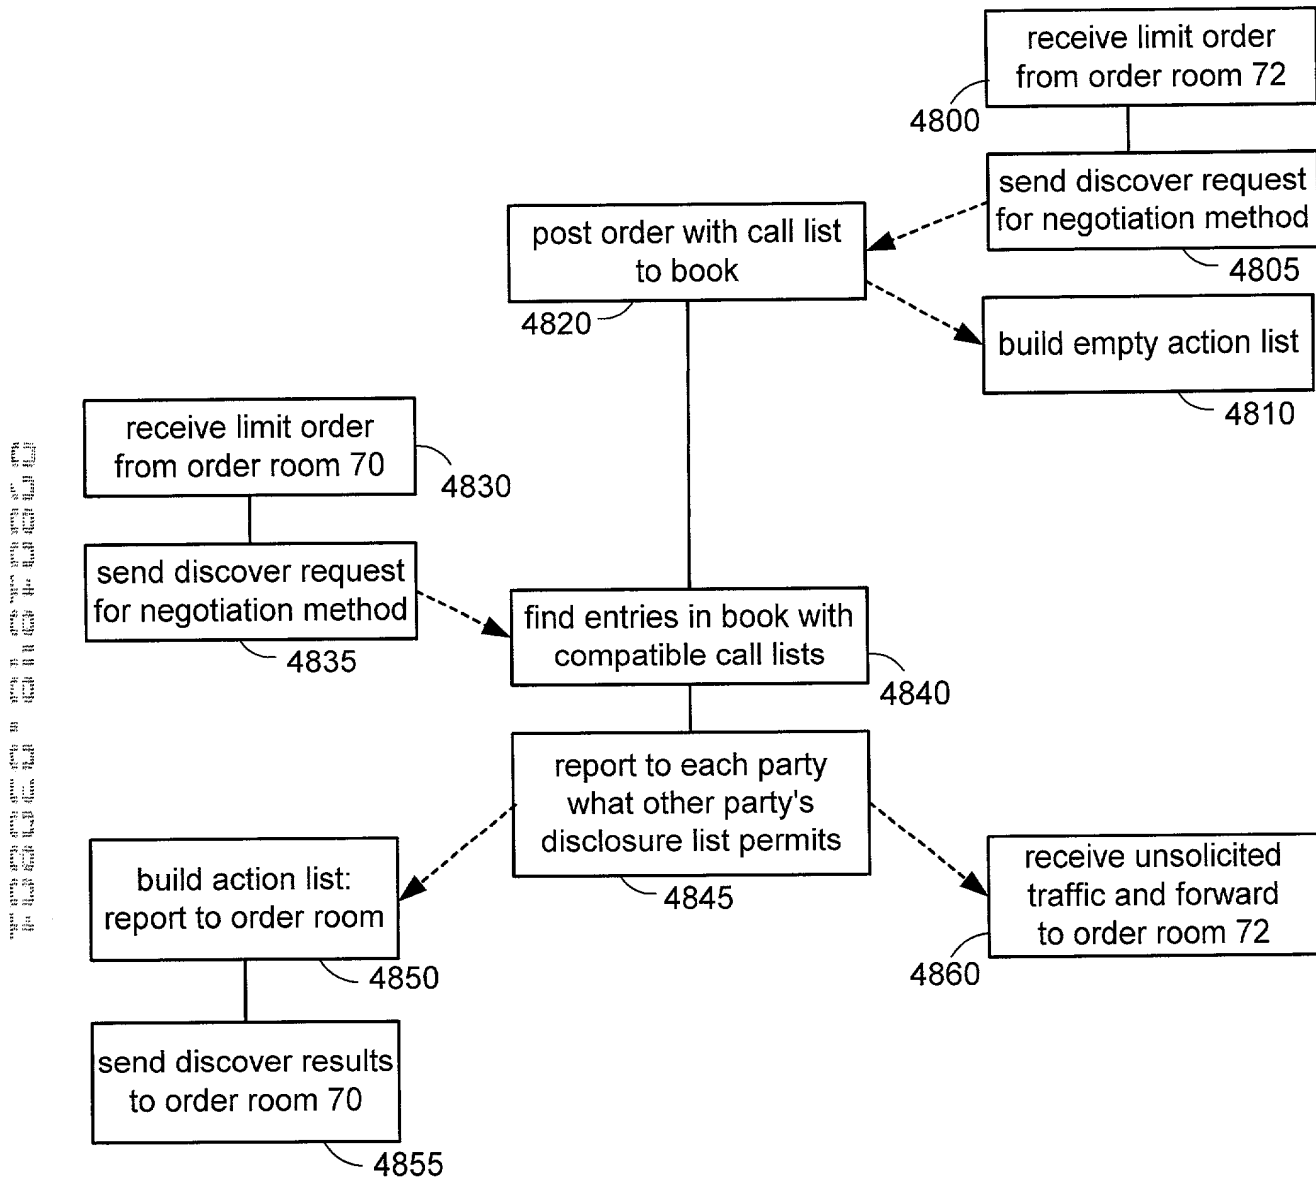 receive limit order
from order room 72
4800
send discover request
for negotiation method
4805
post order with call list
to book
4820
build empty action list
4810
receive limit order
from order room 70
4830
send discover request
for negotiation method
4835
find entries in book with
compatible call lists
4840
report to each party
what other party's
disclosure list permits
4845
build action list:
report to order room
4850
receive unsolicited
traffic and forward
to order room 72
4860
send discover results
to order room 70
4855